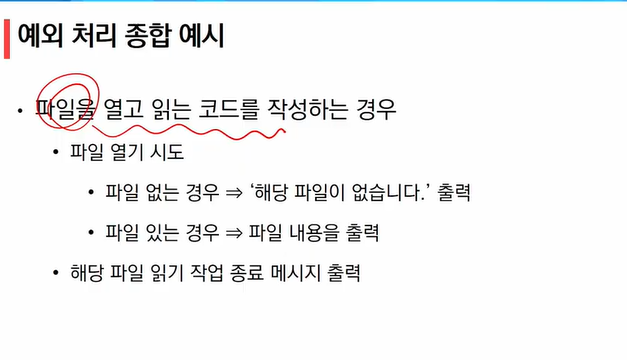 예외 처리 종합 예시
• 파일을 열고 읽는 코드를 작성하는 경우
• 파일 열기 시도
• 파일 없는 경우 ⇒ ‘해당 파일이 없습니다.’ 출력
• 파일 있는 경우 ⇒ 파일 내용을 출력
• 해당 파일 읽기 작업 종료 메시지 출력